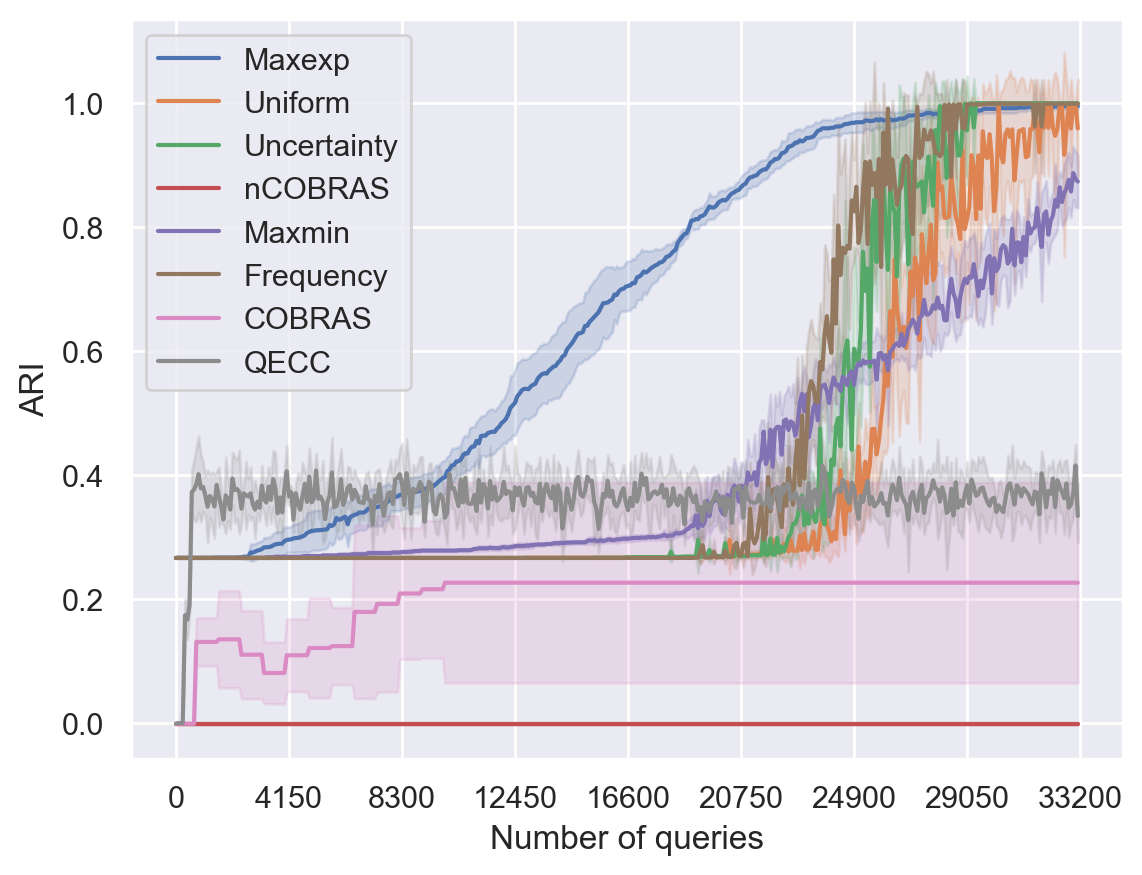 Maxexp
Uniform
Uncertainty
nCOBRAS
Maxmin
Frequency
COBRAS
QECC
ARI
1.0
0.8
0.6
0.4
0.2
0.0
0 4150 8300 12450 16600 20750 24900 29050 33200
Number of queries